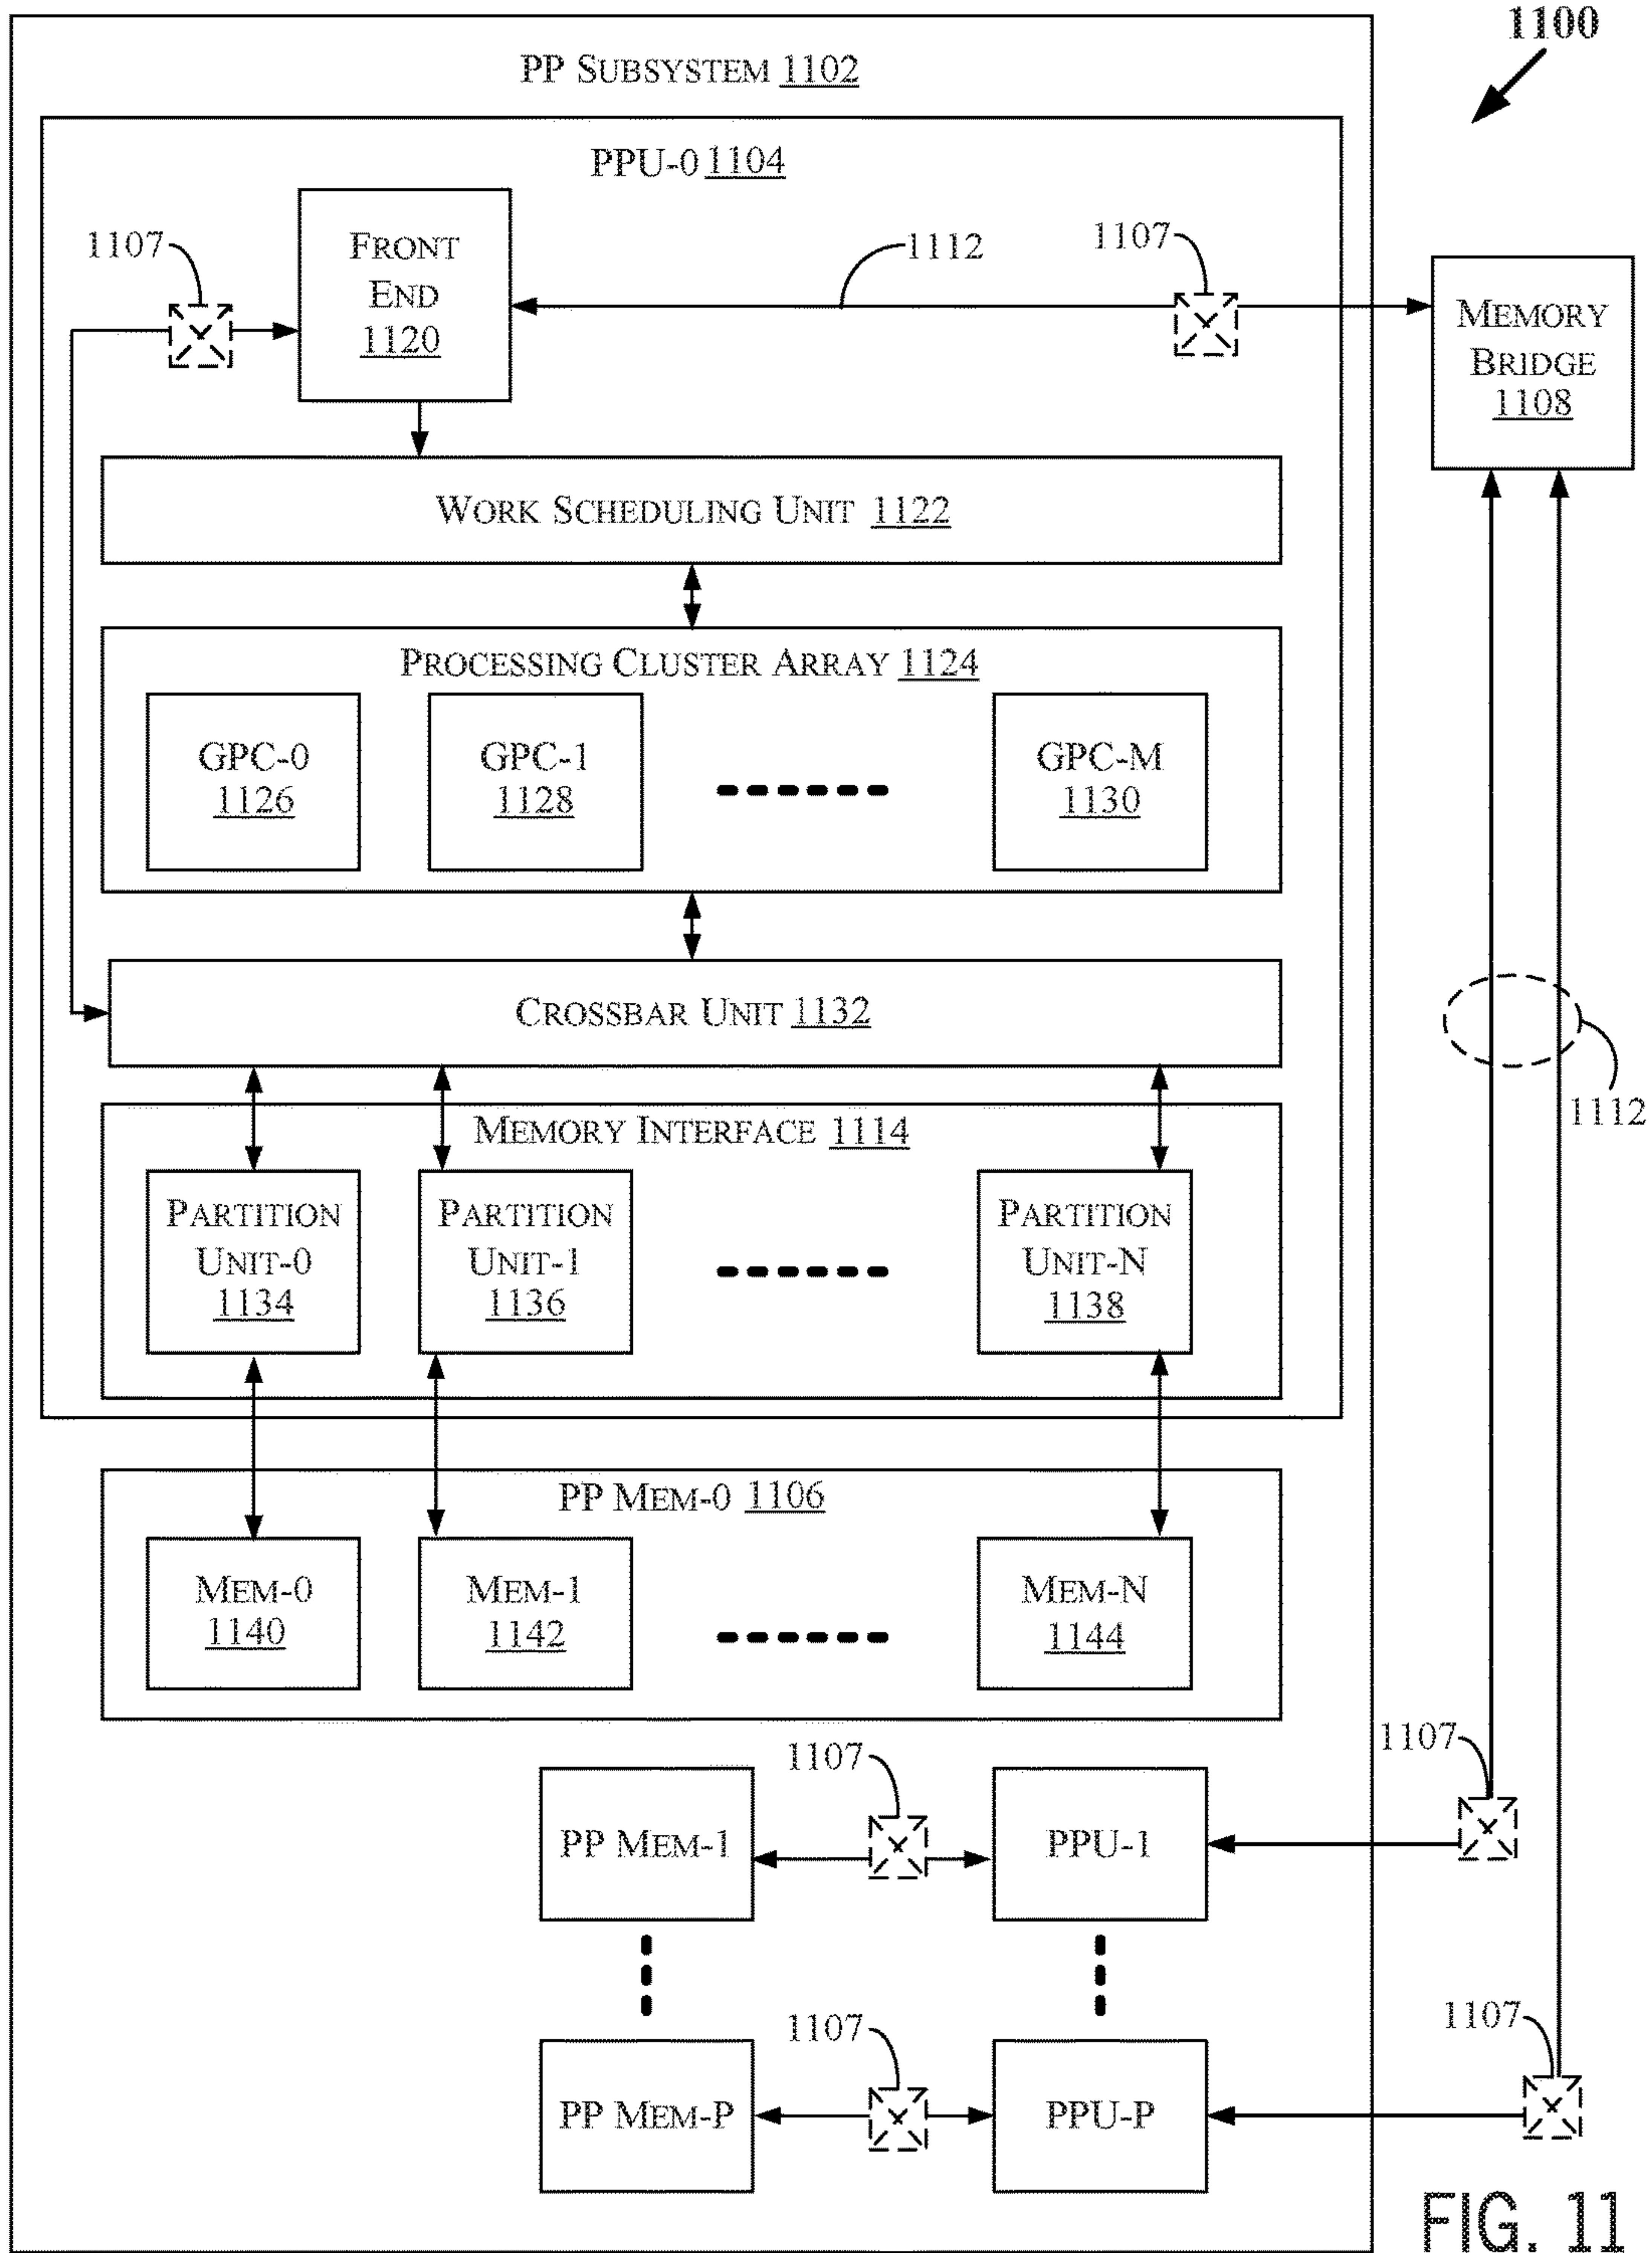 1100
PP SUBSYSTEM 1102
PPU-0 1104
1107
FRONT
END
1120
1112
1107
MEMORY
BRIDGE
1108
WORK SCHEDULING UNIT 1122
PROCESSING CLUSTER ARRAY 1124
GPC-0
1126
GPC-1
1128
GPC-M
1130
CROSSBAR UNIT 1132
1112
MEMORY INTERFACE 1114
PARTITION
UNIT-0
1134
PARTITION
UNIT-1
1136
PARTITION
UNIT-N
1138
PP MEM-0 1106
MEM-0
1140
MEM-1
1142
MEM-N
1144
1107
1107
PP MEM-1
PPU-1
1107
1107
PP MEM-P
PPU-P
FIG. 11